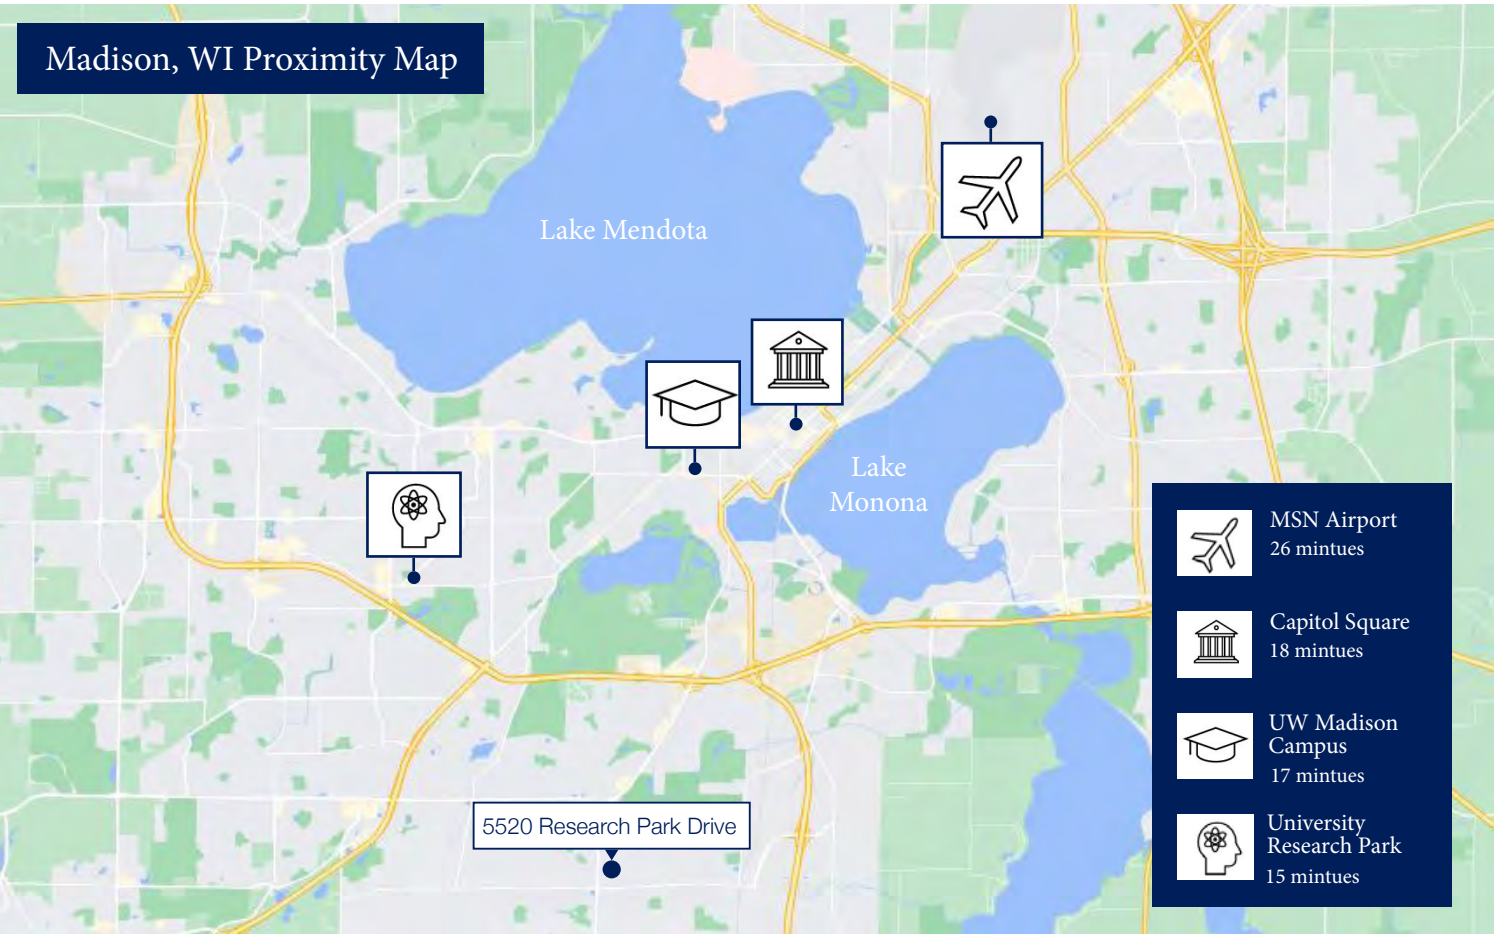 Madison, WI Proximity Map
Lake Mendota
Lake
Monona
5520 Research Park Drive
MSN Airport
26 mintues
Capitol Square
18 mintues
UW Madison
Campus
17 mintues
University
Research Park
15 mintues